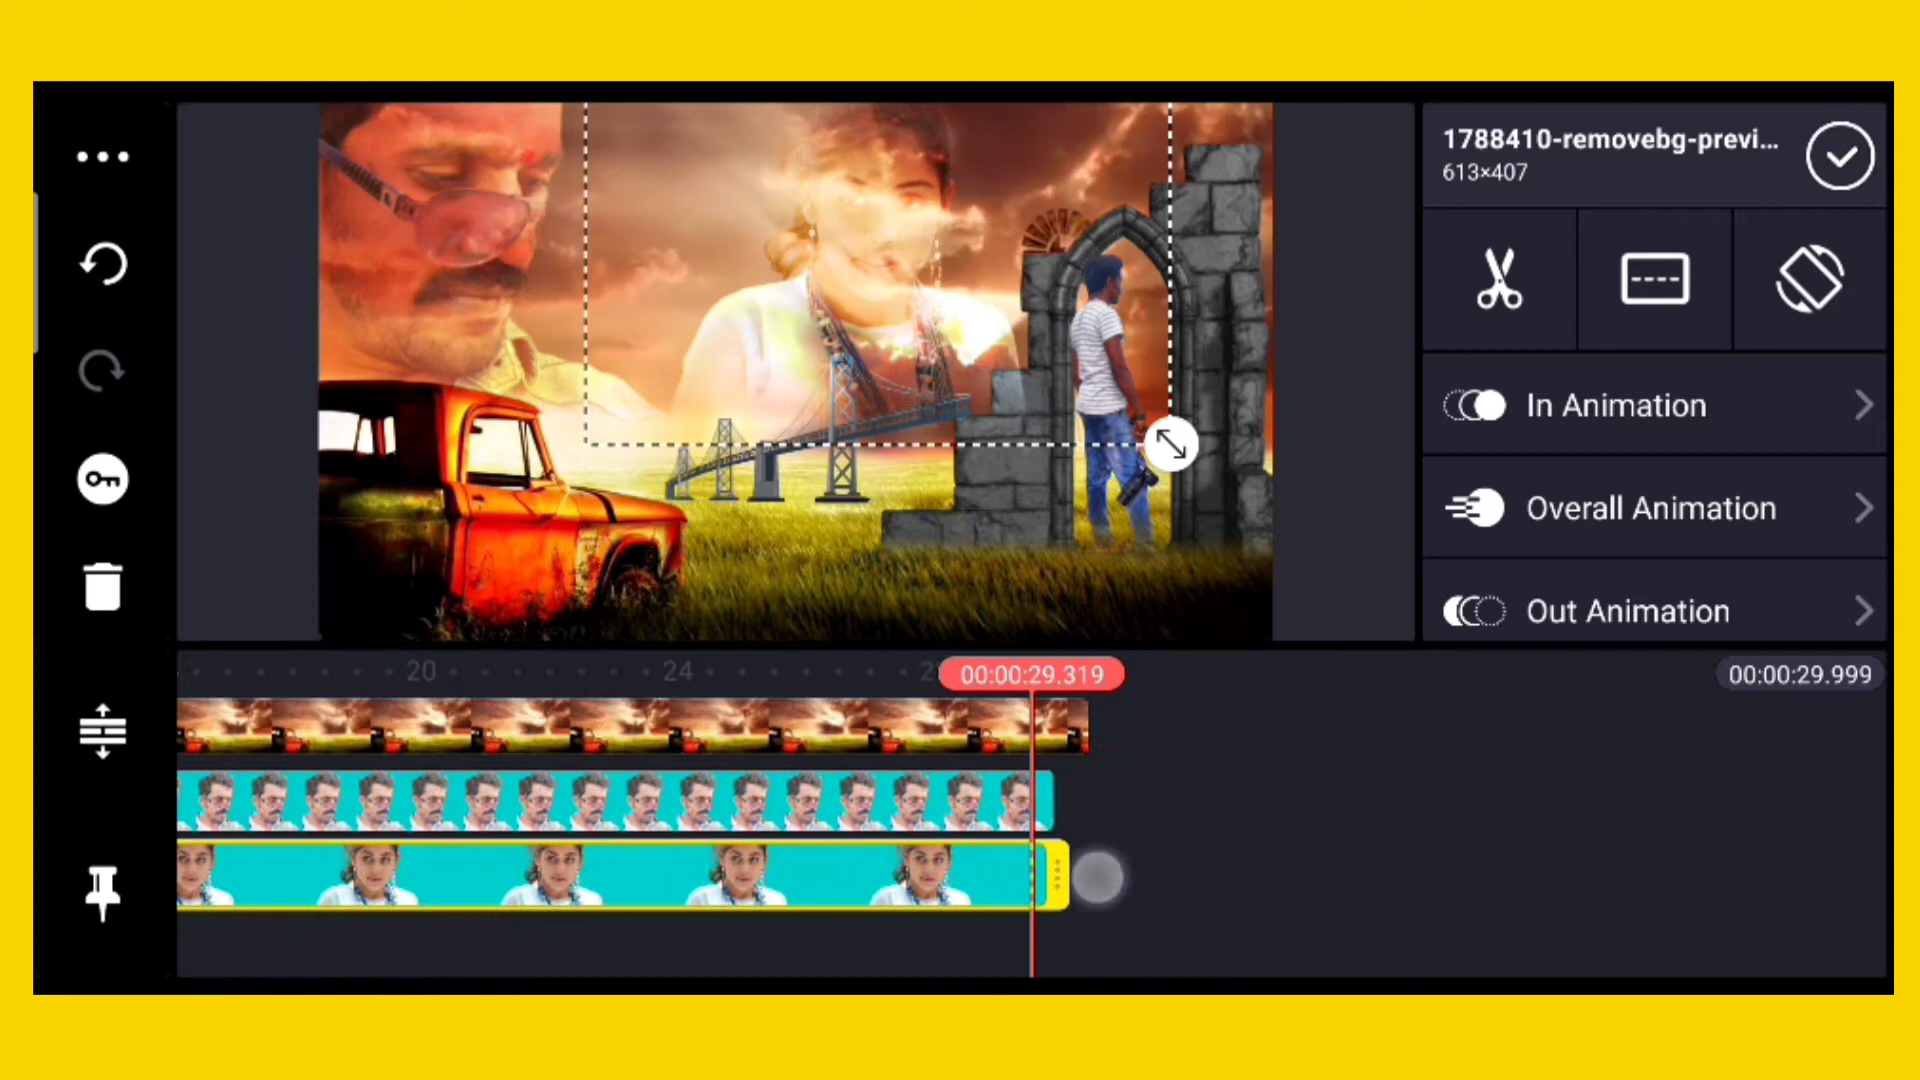 1788410-removebg-previ...
613×407
In Animation
Overall Animation
Out Animation
20
24
00:00:29.319
00:00:29.999